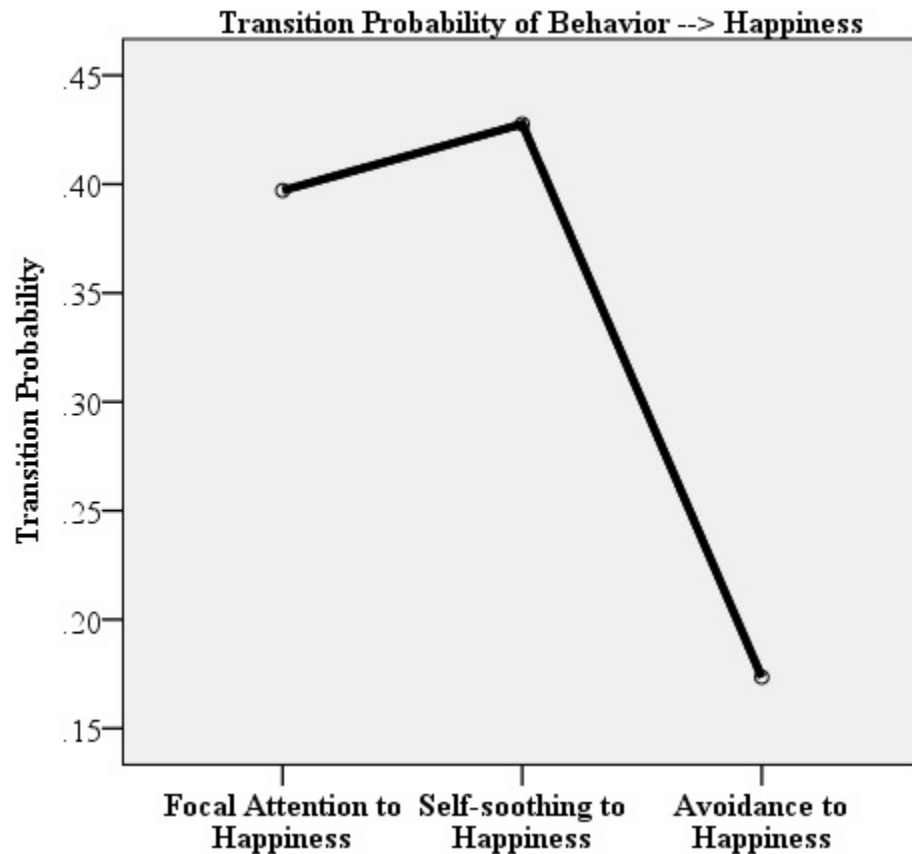 Transition Probability of Behavior --> Happiness
.45
.40
.35
.30
.25
.20
.15
Transition Probability
Focal Attention to
Happiness
Self-soothing to
Happiness
Avoidance to
Happiness